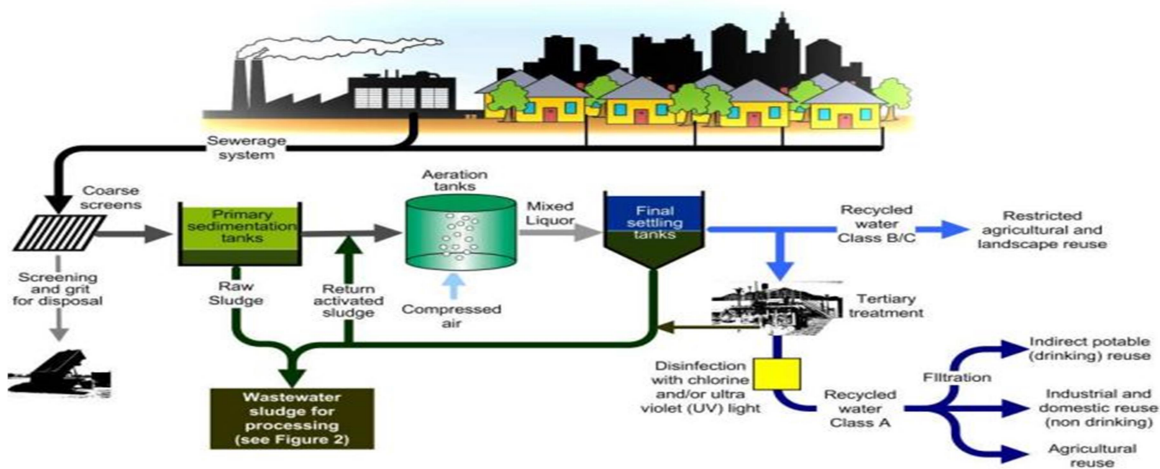 Sewerage
system
Coarse
screens
Primary
sedimentation
tanks
Aeration
tanks
Mixed
Liquor
Final
settling
tanks
Recycled
water
Class B/C
Restricted
agricultural and
landscape reuse
Screening
and grit
for disposal
Raw
Sludge
Return
activated
sludge
Compressed
air
Tertiary
treatment
Wastewater
sludge for
processing
(see Figure 2)
Disinfection
with chlorine
and/or ultra
violet (UV) light
Recycled
water
Class A
FIltration
Indirect potable
(drinking) reuse
Industrial and
domestic reuse
(non drinking)
Agricultural
reuse